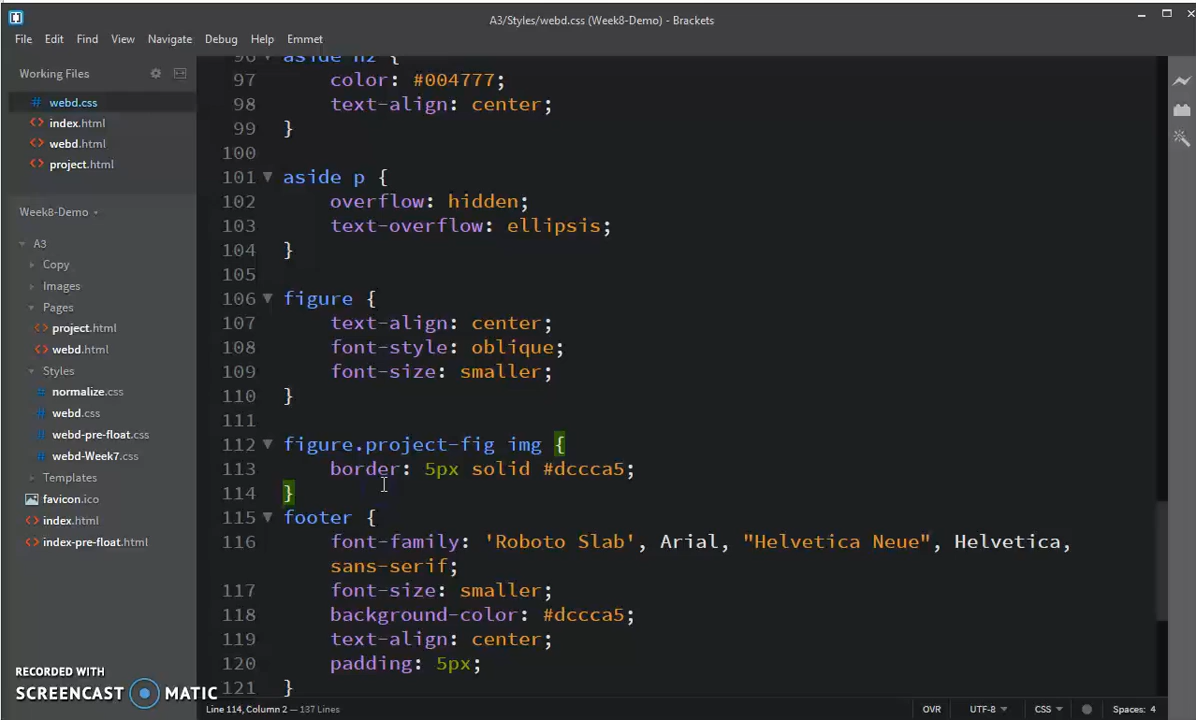 A3/Styles/webd.css (Week8-Demo) - Brackets
File Edit Find View Navigate Debug Help Emmet
Working Files
webd.css
index.html
webd.html
project.html
Week8-Demo
A3
Copy
Images
Pages
project.html
webd.html
Styles
normalize.css
webd.css
webd-pre-float.css
webd-Week7.css
Templates
favicon.ico
index.html
index-pre-float.html
RECORDED WITH
SCREENCAST MATIC
96 aside h2 {
97 color: #004777;
98 text-align: center;
99 }
100
101 aside p {
102 overflow: hidden;
103 text-overflow: ellipsis;
104 }
105
106 figure {
107 text-align: center;
108 font-style: oblique;
109 font-size: smaller;
110 }
111
112 figure.project-fig img {
113 border: 5px solid #dccca5;
114 }
115 footer {
116 font-family: 'Roboto Slab', Arial, "Helvetica Neue", Helvetica,
sans-serif;
117 font-size: smaller;
118 background-color: #dccca5;
119 text-align: center;
120 padding: 5px;
121 }
Line 114, Column 2 — 137 Lines OVR UTF-8 CSS Spaces: 4